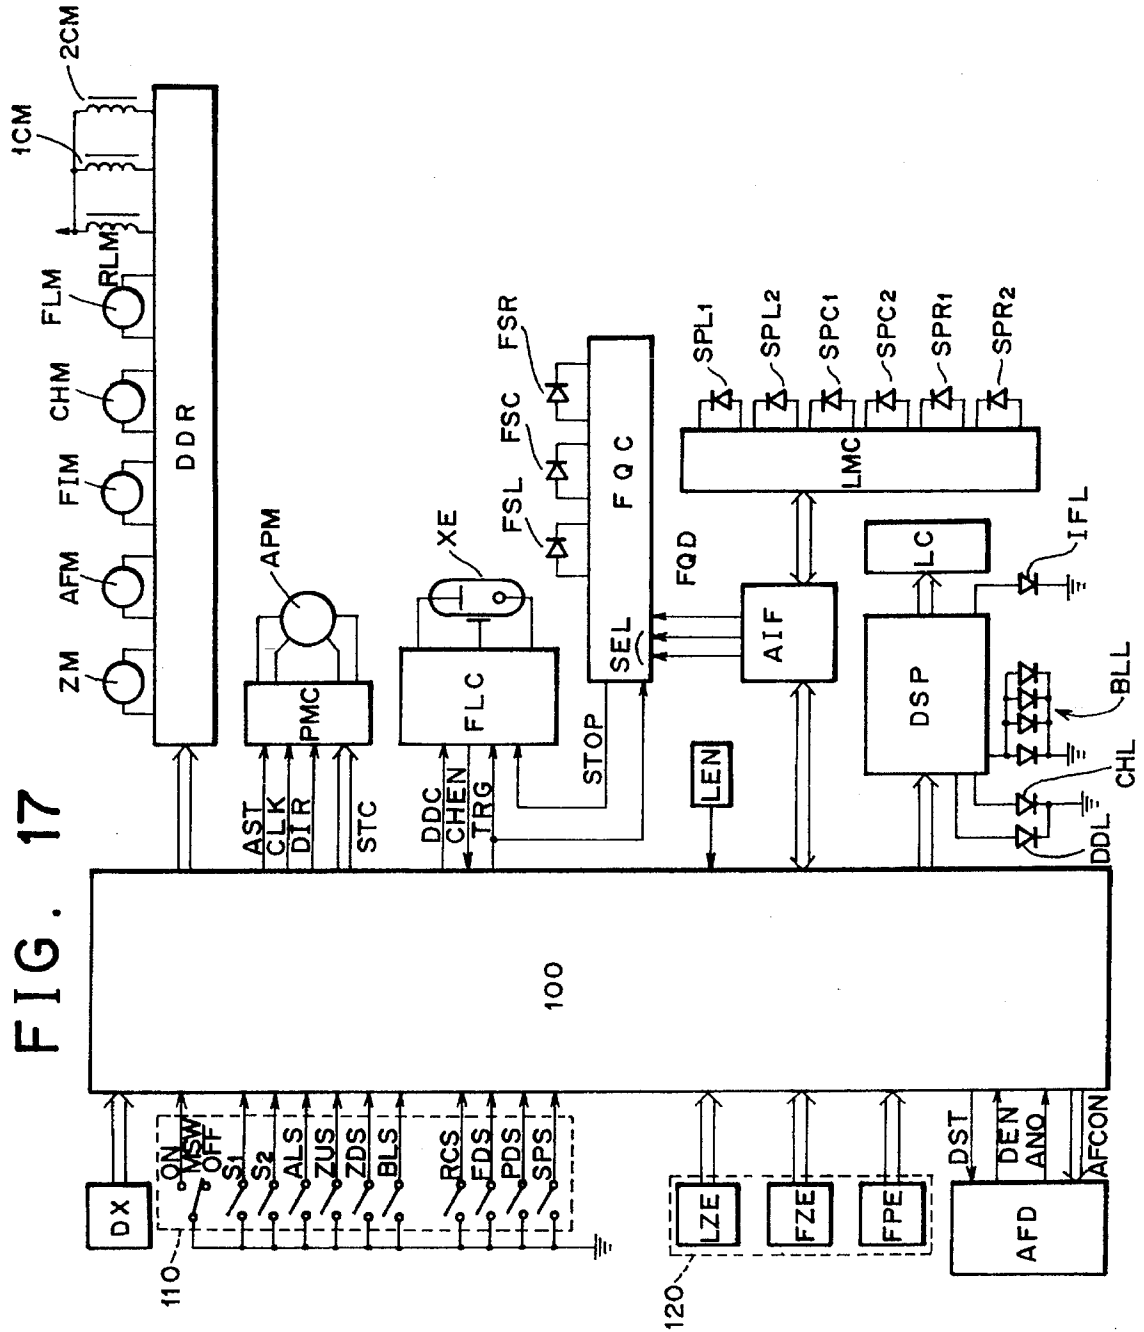 FIG. 17
2CM
1CM
RLM
FLM
CHM
FIM
AFM
ZM
DDR
APM
PMC
AST
CLK
DIR
STC
XE
FLC
DDC
CHEN
TRG
FSR
FSC
FSL
FQC
SEL
STOP
FQD
LEN
AIF
LMC
SPL1
SPL2
SPC1
SPC2
SPR1
SPR2
LC
DSP
IFL
BLL
CHL
DDL
100
DX
110
ON
MSW
OFF
S1
S2
ALS
ZUS
ZDS
BLS
RCS
FDS
PDS
SPS
120
LZE
FZE
FPE
DST
DEN
ANO
AFCON
AFD